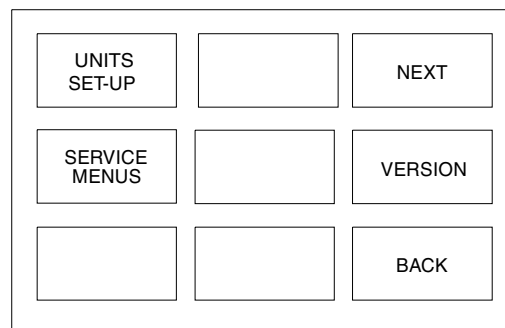 UNITS
SET-UP
NEXT
SERVICE
MENUS
VERSION
BACK